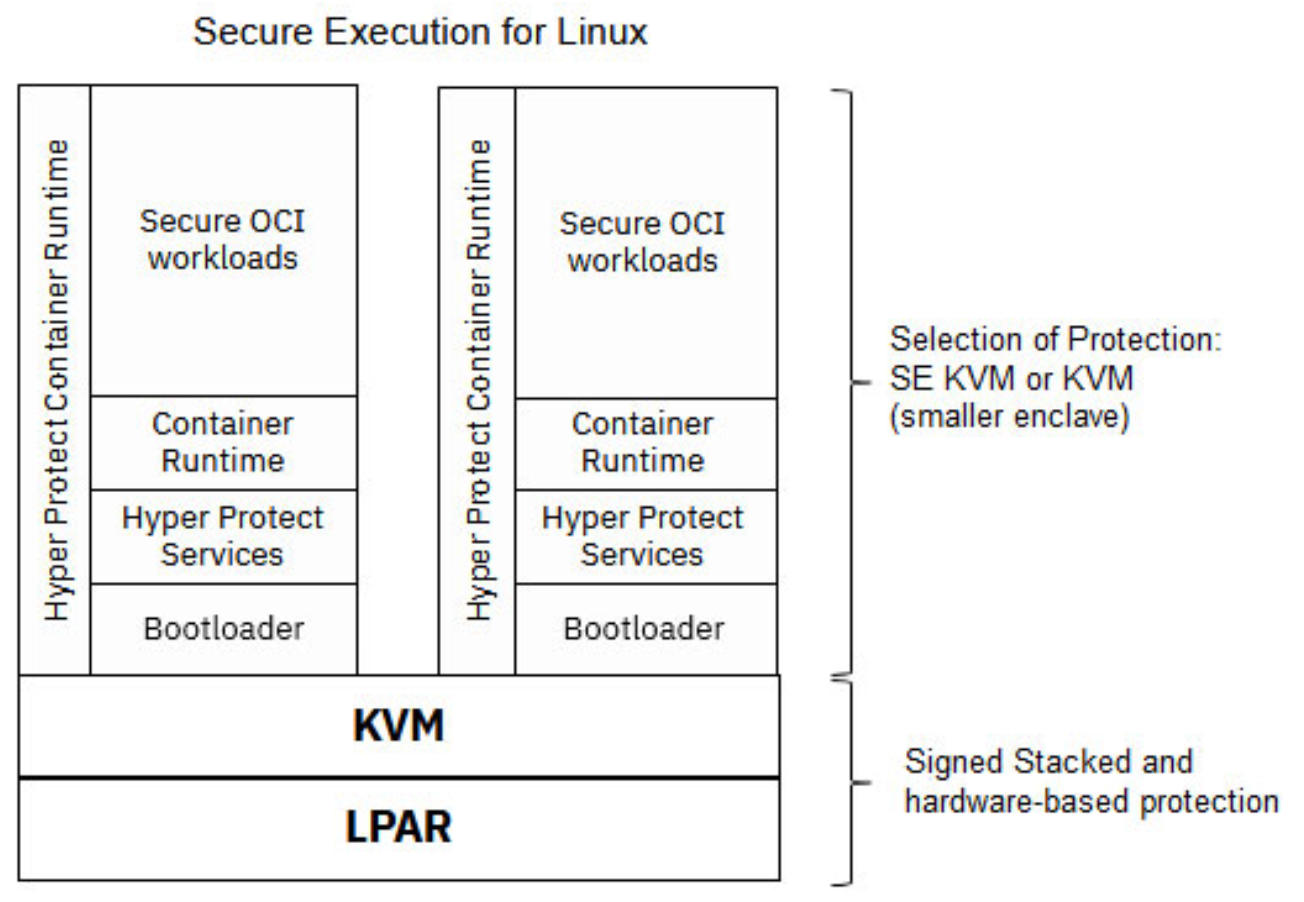 Secure Execution for Linux
Hyper Protect Container Runtime
Secure OCI
workloads
Container
Runtime
Hyper Protect
Services
Bootloader
Hyper Protect Container Runtime
Secure OCI
workloads
Container
Runtime
Hyper Protect
Services
Bootloader
Selection of Protection:
SE KVM or KVM
(smaller enclave)
KVM
LPAR
Signed Stacked and
hardware-based protection